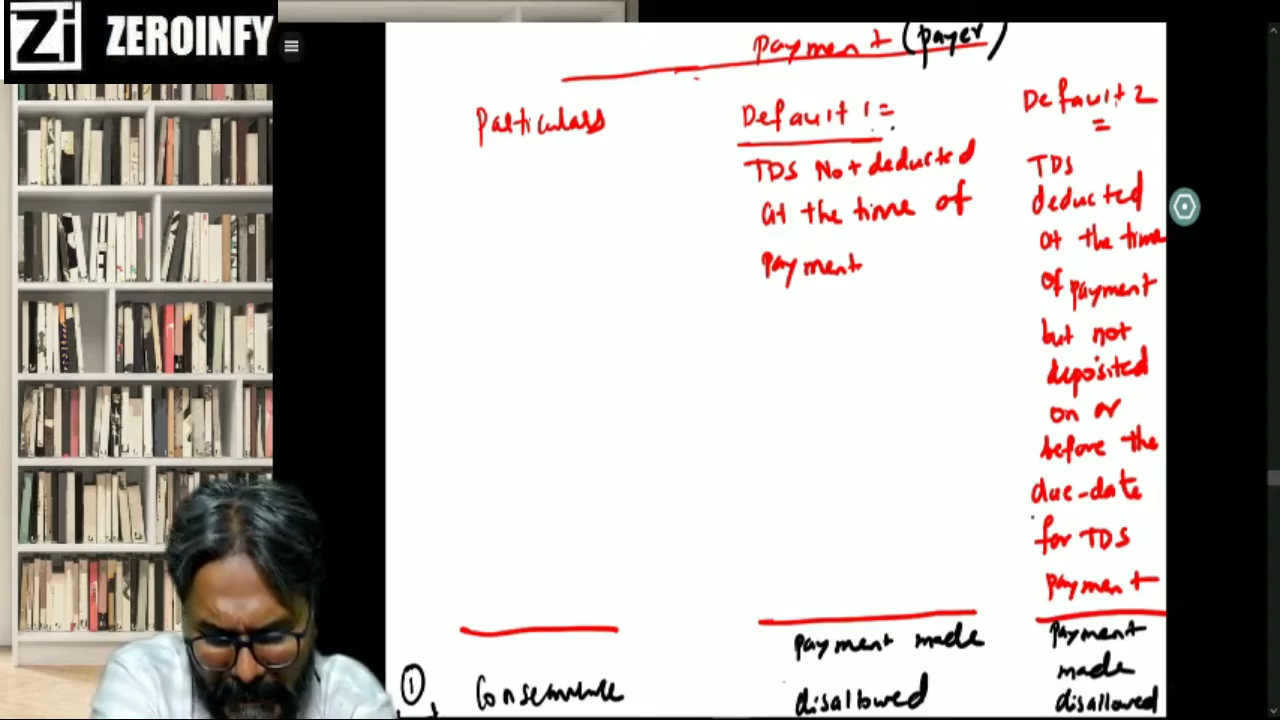 Zi ZEROINFY
payment (payer)
Particulars
Default 1 =
TDS Not deducted
at the time of
payment
Default 2
=
TDS
deducted
at the time
of payment
but not
deposited
on or
before the
due-date
for TDS
payment
① Consequence
payment made
disallowed
payment
made
disallowed